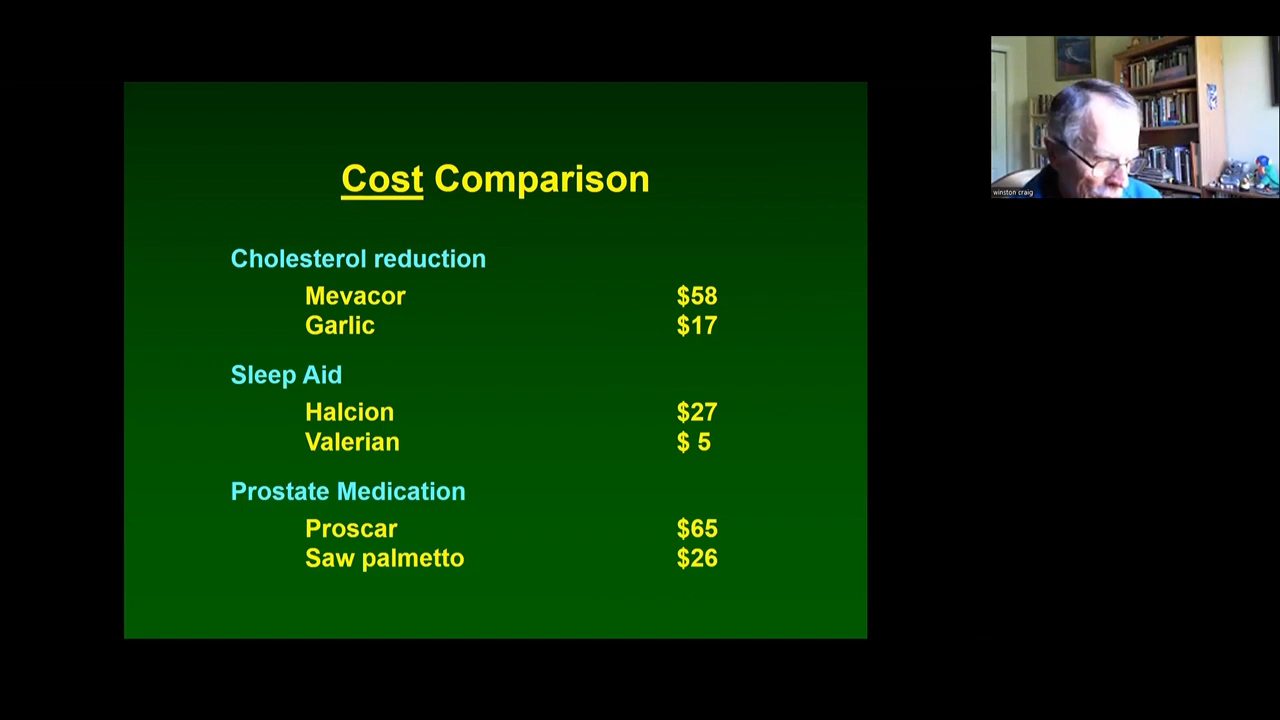 Cost Comparison
Cholesterol reduction
Mevacor $58
Garlic $17
Sleep Aid
Halcion $27
Valerian $ 5
Prostate Medication
Proscar $65
Saw palmetto $26
winston craig